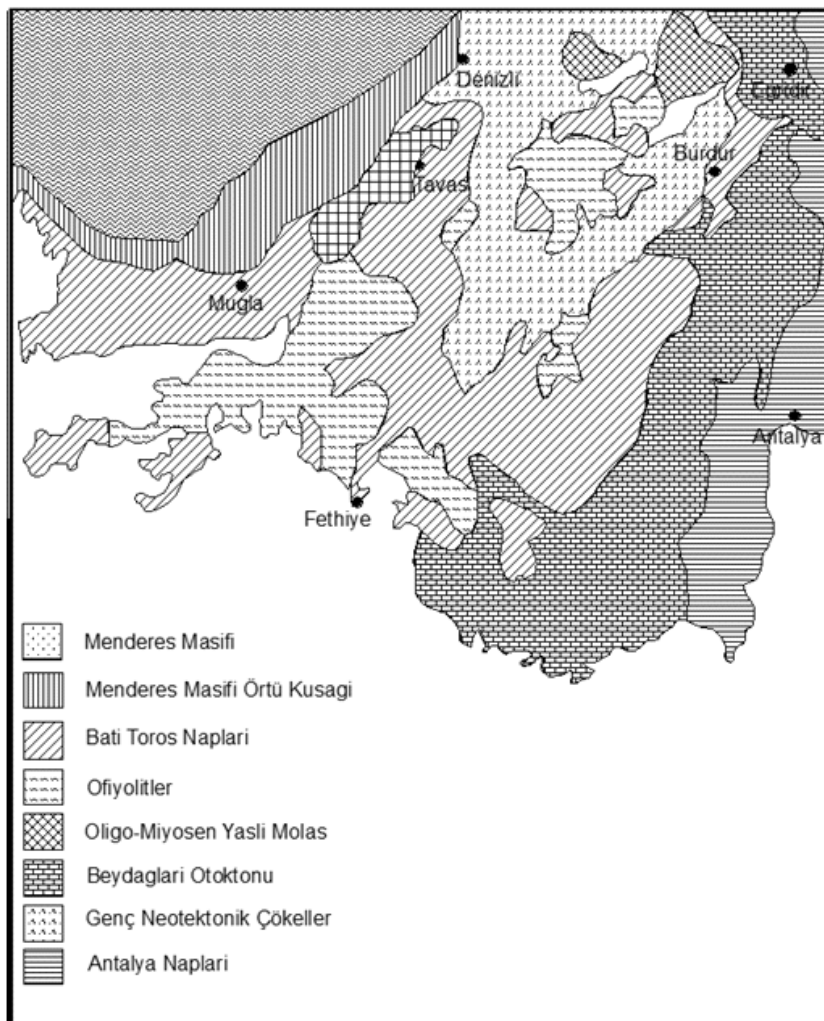 Denizli
Egridir
Burdur
Tavas
Mugla
Antalya
Fethiye
Menderes Masifi
Menderes Masifi Örtü Kusagi
Bati Toros Naplari
Ofiyolitler
Oligo-Miyosen Yasli Molas
Beydaglari Otoktonu
Genç Neotektonik Çökeller
Antalya Naplari